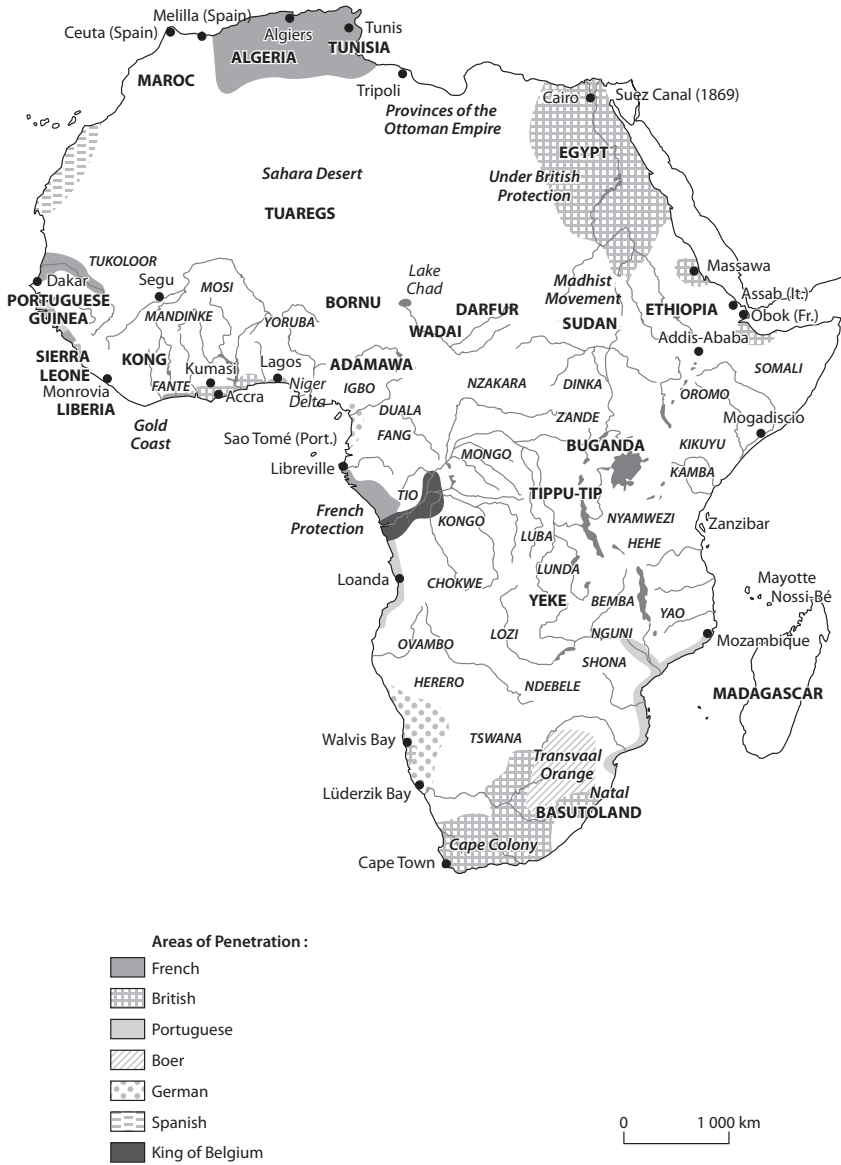 Melilla (Spain)
Ceuta (Spain)
Algiers
Tunis
ALGERIA
TUNISIA
MAROC
Tripoli
Provinces of the
Ottoman Empire
Cairo
Suez Canal (1869)
EGYPT
Under British
Protection
Sahara Desert
TUAREGS
TUKOLOOR
Dakar
Segu
MOSI
Lake
Chad
Massawa
PORTUGUESE
GUINEA
MANDINKE
YORUBA
BORNU
DARFUR
WADAI
Madhist
Movement
SUDAN
ETHIOPIA
Assab (It.)
Obok (Fr.)
Addis-Ababa
SIERRA
LEONE
KONG
Kumasi
Lagos
ADAMAWA
SOMALI
Monrovia
LIBERIA
FANTE
Accra
Niger
Delta
IGBO
NZAKARA
DINKA
OROMO
Gold
Coast
DUALA
FANG
ZANDE
Mogadiscio
Sao Tomé (Port.)
MONGO
BUGANDA
KIKUYU
Libreville
KAMBA
TIO
TIPPU-TIP
French
Protection
KONGO
NYAMWEZI
Zanzibar
LUBA
HEHE
Loanda
CHOKWE
LUNDA
Mayotte
Nossi-Bé
YEKE
BEMBA
YAO
OVAMBO
LOZI
NGUNI
Mozambique
SHONA
HERERO
NDEBELE
MADAGASCAR
Walvis Bay
TSWANA
Transvaal
Orange
Lüderzik Bay
Natal
BASUTOLAND
Cape Colony
Cape Town
Areas of Penetration :
French
British
Portuguese
Boer
German
Spanish
King of Belgium
0 1 000 km